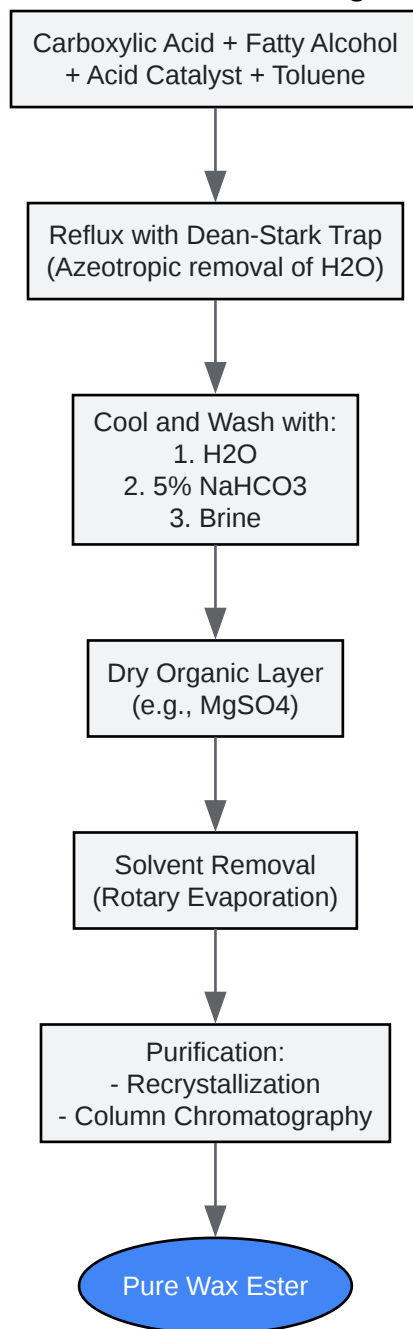 Carboxylic Acid + Fatty Alcohol
+ Acid Catalyst + Toluene
Reflux with Dean-Stark Trap
(Azeotropic removal of H2O)
Cool and Wash with:
1. H2O
2. 5% NaHCO3
3. Brine
Dry Organic Layer
(e.g., MgSO4)
Solvent Removal
(Rotary Evaporation)
Purification:
- Recrystallization
- Column Chromatography
Pure Wax Ester